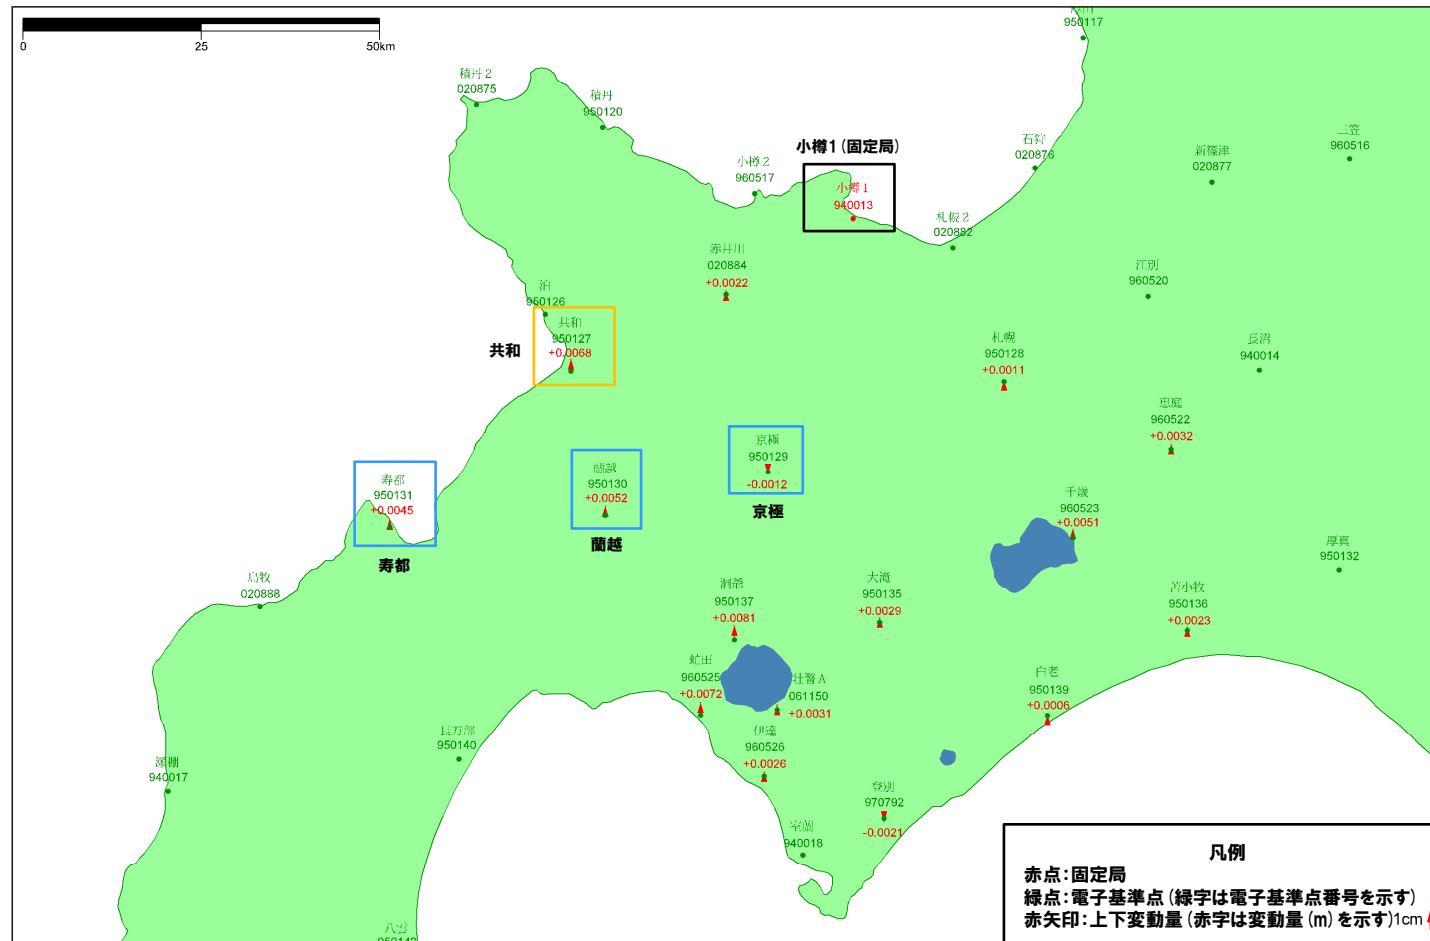 0 25 50km
950117
積丹２
020875
積丹
950120
小樽1（固定局）
小樽２
960517
小樽１
940013
石狩
020876
新篠津
020877
三笠
960516
札幌２
020882
赤井川
020884
+0.0022
江別
960520
泊
950126
共和
950127
+0.0068
共和
札幌
950128
+0.0011
長沼
940014
恵庭
960522
+0.0032
京極
950129
-0.0012
京極
蘭越
950130
+0.0052
蘭越
寿都
950131
+0.0045
寿都
千歳
960523
+0.0051
厚真
950132
島牧
020888
洞爺
950137
+0.0081
大滝
950135
+0.0029
苫小牧
950136
+0.0023
虻田
960525
+0.0072
壮瞥Ａ
061150
+0.0031
白老
950139
+0.0006
長万部
950140
伊達
960526
+0.0026
瀬棚
940017
登別
970792
-0.0021
室蘭
940018
八雲
凡例
赤点：固定局
緑点：電子基準点（緑字は電子基準点番号を示す）
赤矢印：上下変動量（赤字は変動量（m）を示す）1cm